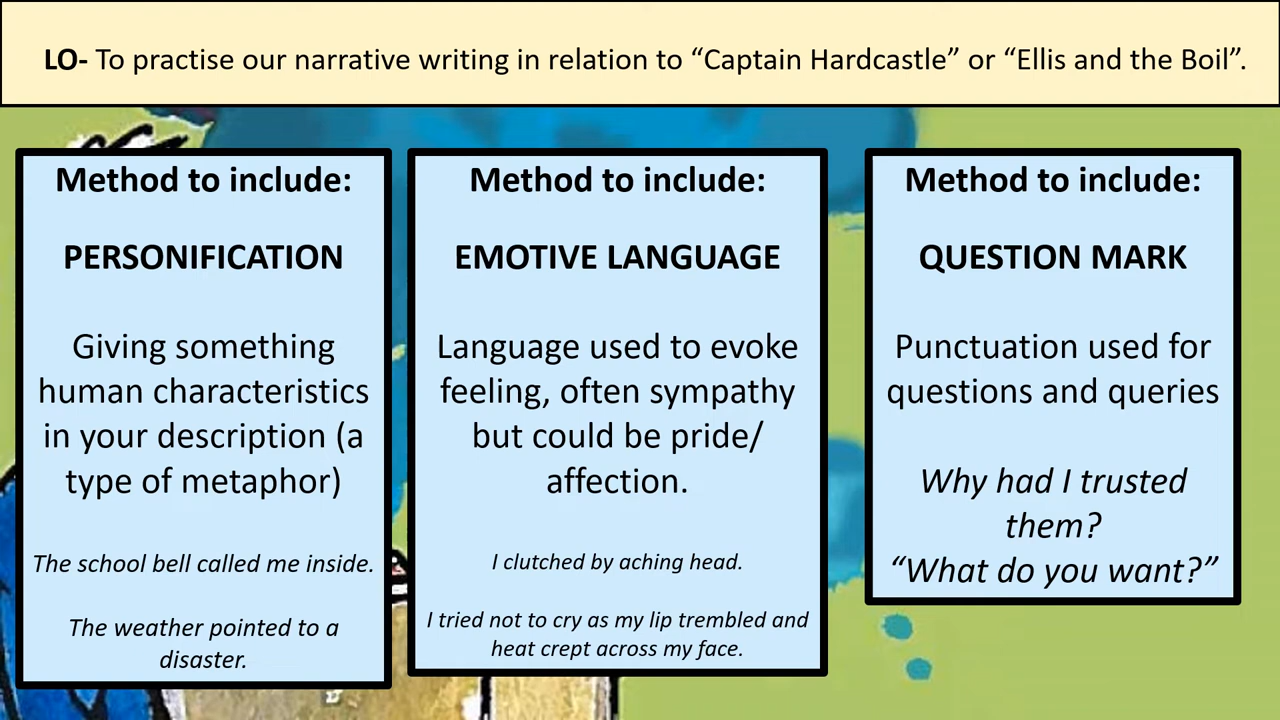 LO- To practise our narrative writing in relation to “Captain Hardcastle” or “Ellis and the Boil”.
Method to include:
PERSONIFICATION
Giving something
human characteristics
in your description (a
type of metaphor)
The school bell called me inside.
The weather pointed to a
disaster.
Method to include:
EMOTIVE LANGUAGE
Language used to evoke
feeling, often sympathy
but could be pride/
affection.
I clutched by aching head.
I tried not to cry as my lip trembled and
heat crept across my face.
Method to include:
QUESTION MARK
Punctuation used for
questions and queries
Why had I trusted
them?
“What do you want?”